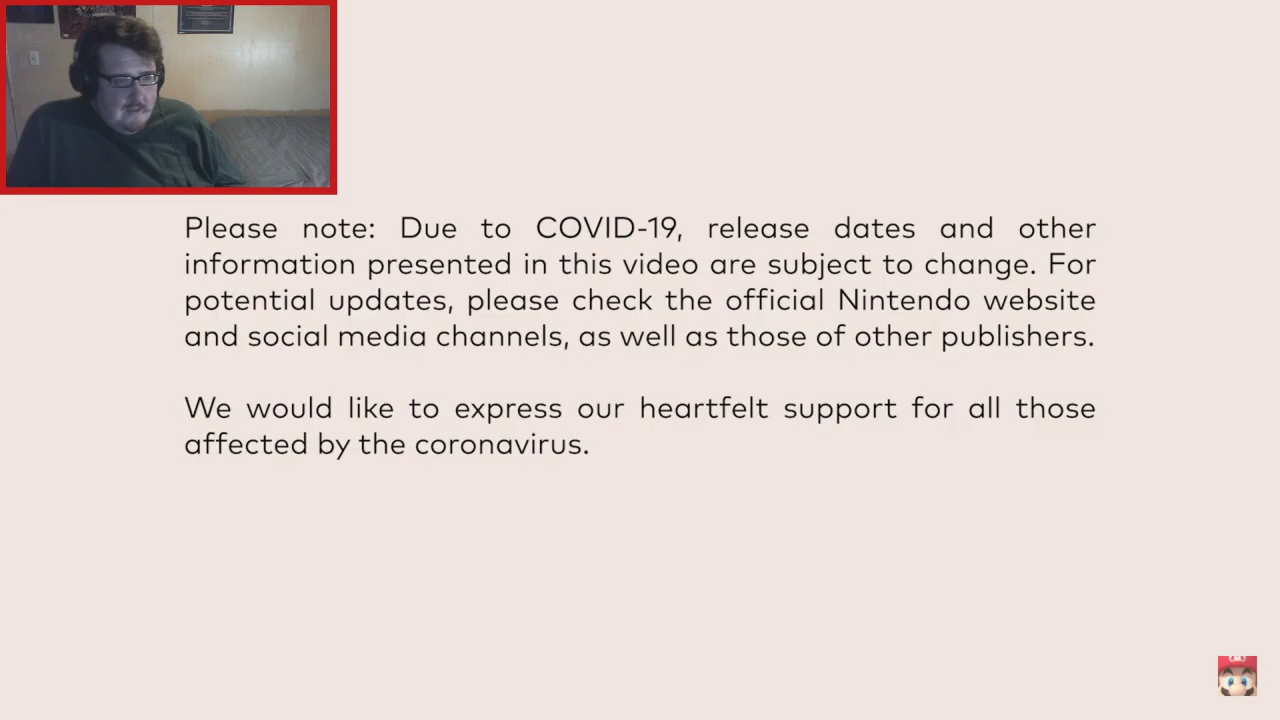 Please note: Due to COVID-19, release dates and other
information presented in this video are subject to change. For
potential updates, please check the official Nintendo website
and social media channels, as well as those of other publishers.
We would like to express our heartfelt support for all those
affected by the coronavirus.